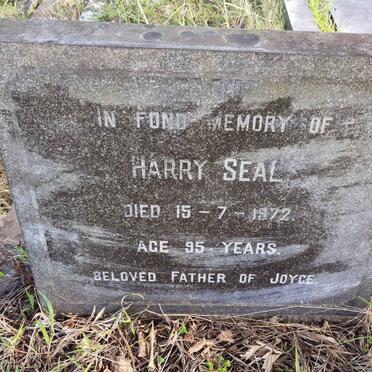 IN FOND MEMORY OF
HARRY SEAL
DIED 15-7-1972.
AGE 95 YEARS.
BELOVED FATHER OF JOYCE.